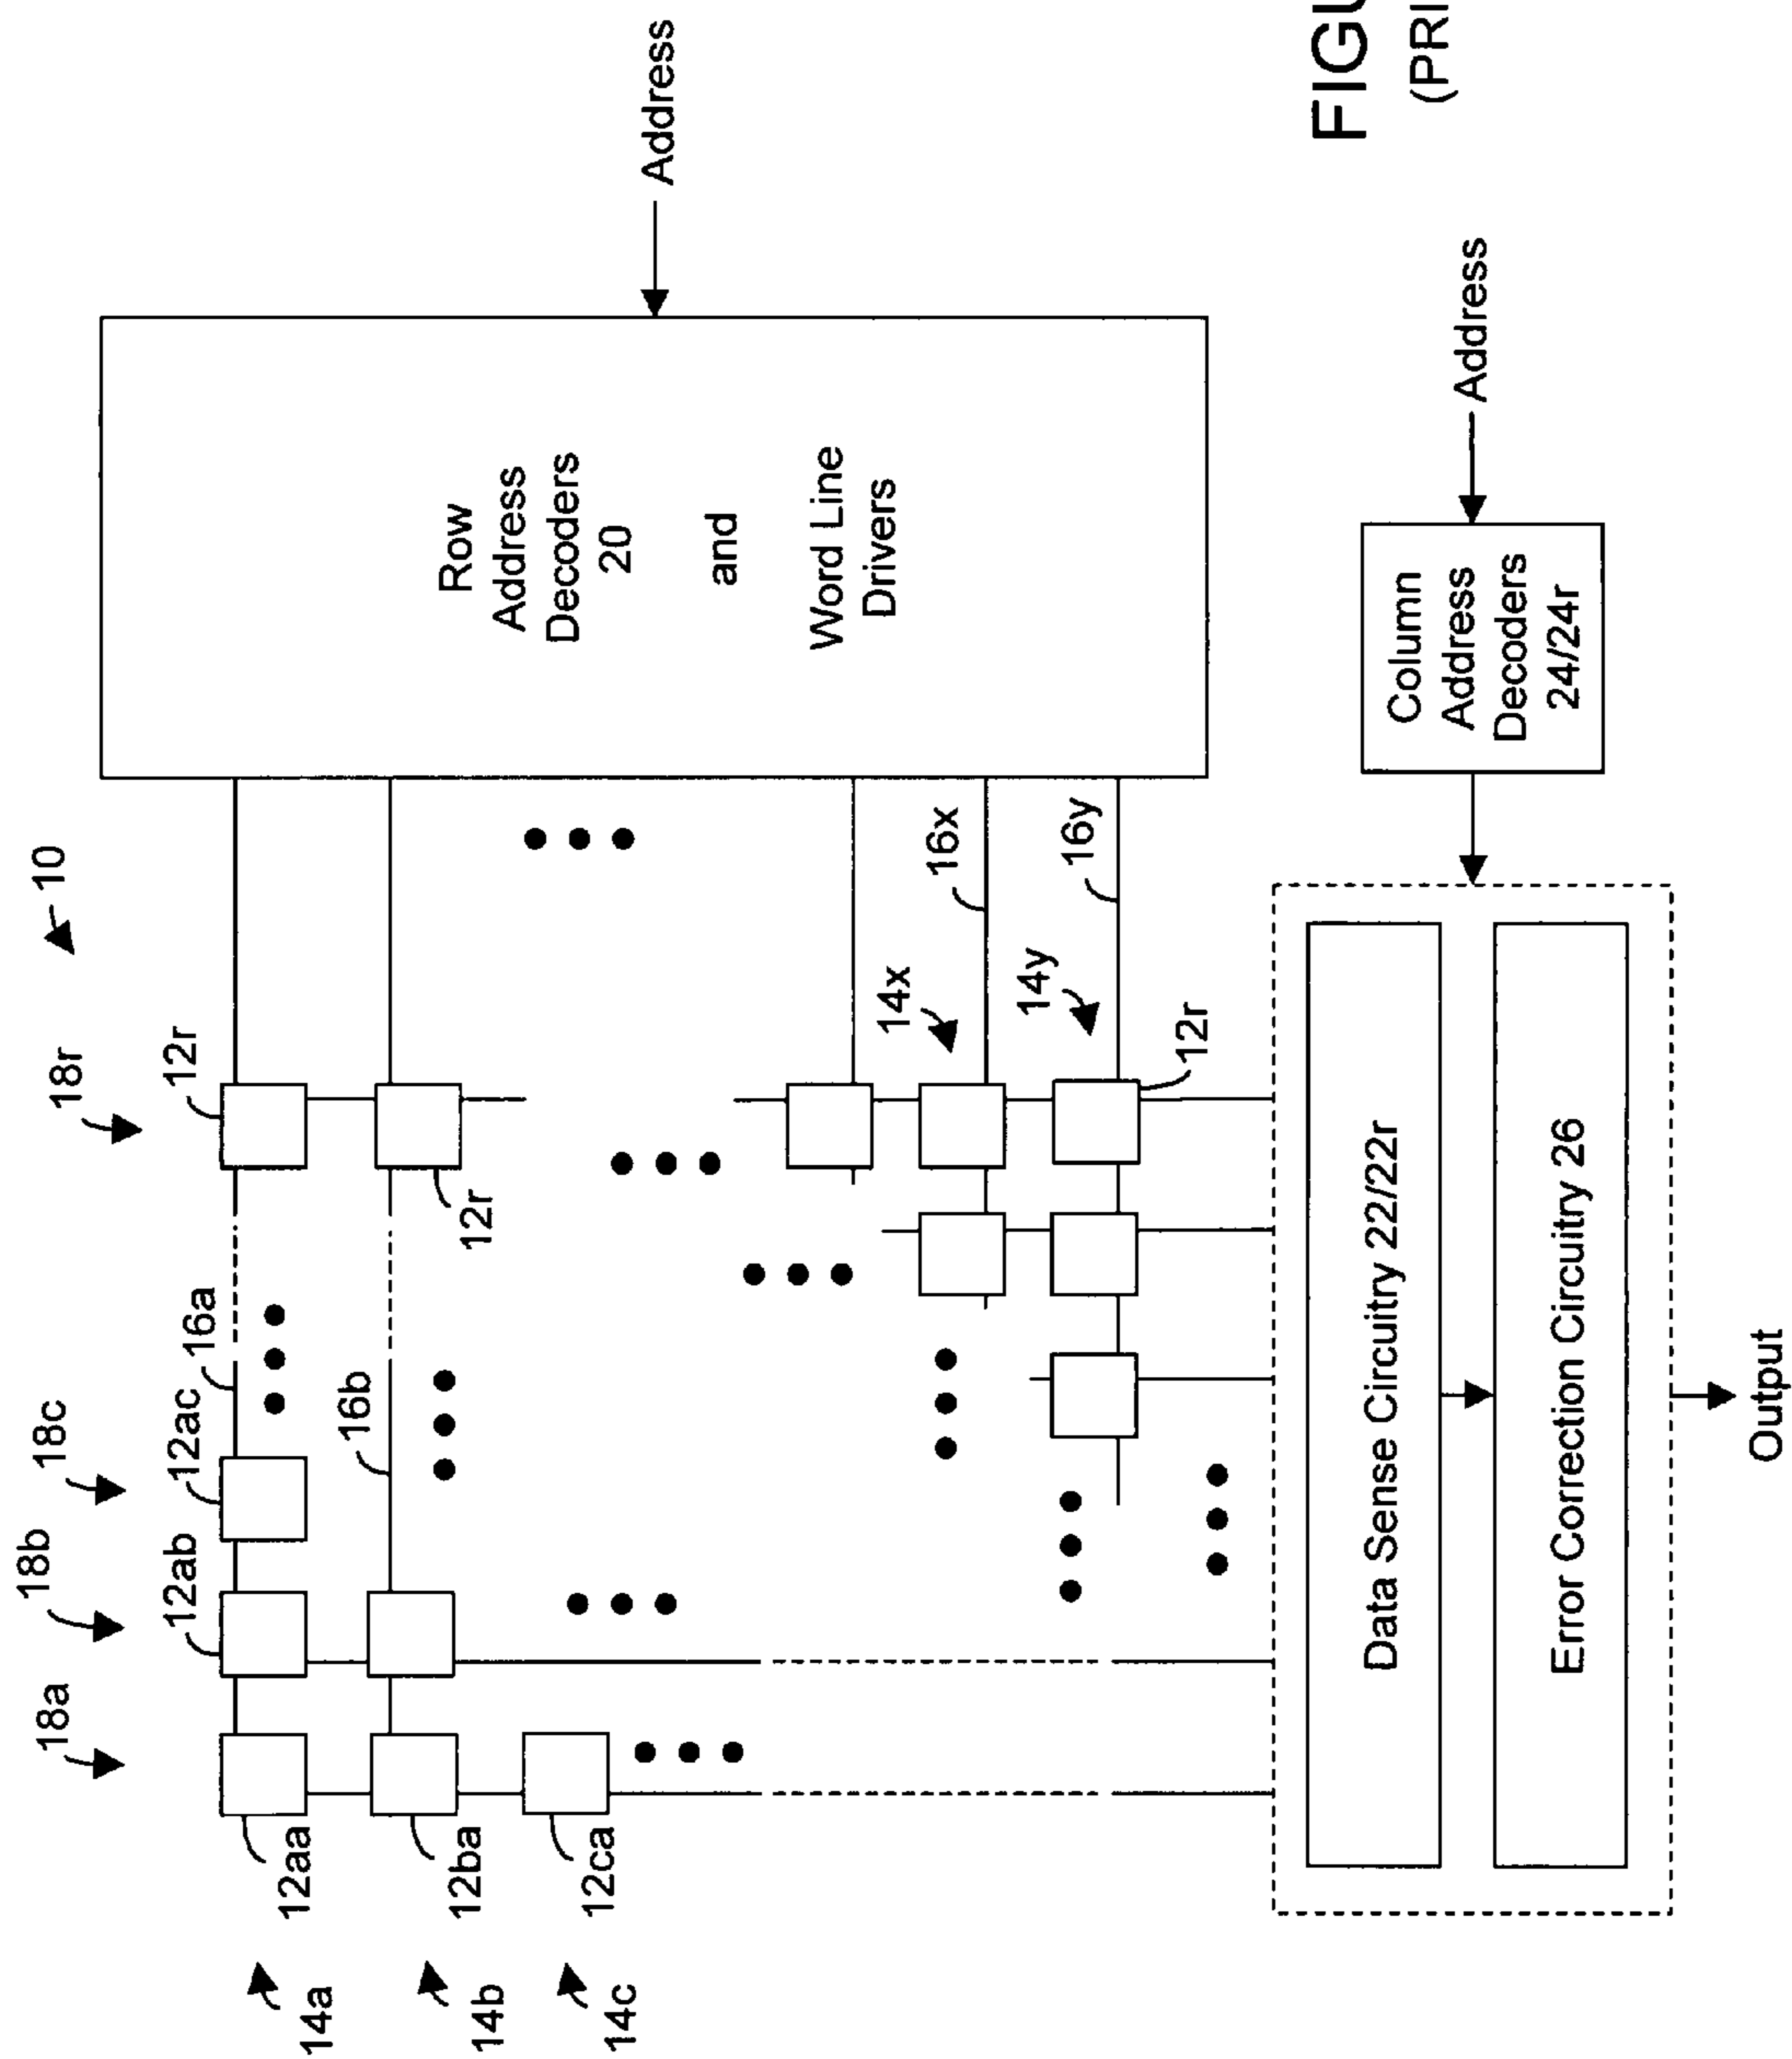 18a
18b
18c
18r
10
12ab
12ac
16a
12r
14a
12aa
16b
14b
12ba
12r
14c
12ca
Row
Address
Decoders
20
and
Word Line
Drivers
Address
14x
16x
14y
16y
12r
Data Sense Circuitry 22/22r
Error Correction Circuitry 26
Column
Address
Decoders
24/24r
Address
Output
(PRI